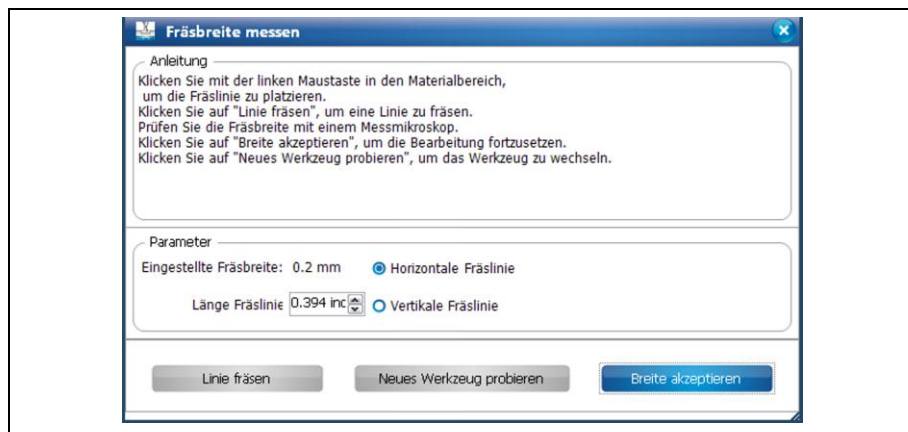 Fräsbreite messen
Anleitung
Klicken Sie mit der linken Maustaste in den Materialbereich,
um die Fräslinie zu platzieren.
Klicken Sie auf "Linie fräsen", um eine Linie zu fräsen.
Prüfen Sie die Fräsbreite mit einem Messmikroskop.
Klicken Sie auf "Breite akzeptieren", um die Bearbeitung fortzusetzen.
Klicken Sie auf "Neues Werkzeug probieren", um das Werkzeug zu wechseln.
Parameter
Eingestellte Fräsbreite: 0.2 mm Horizontale Fräslinie
Länge Fräslinie 0.394 inc Vertikale Fräslinie
Linie fräsen Neues Werkzeug probieren Breite akzeptieren